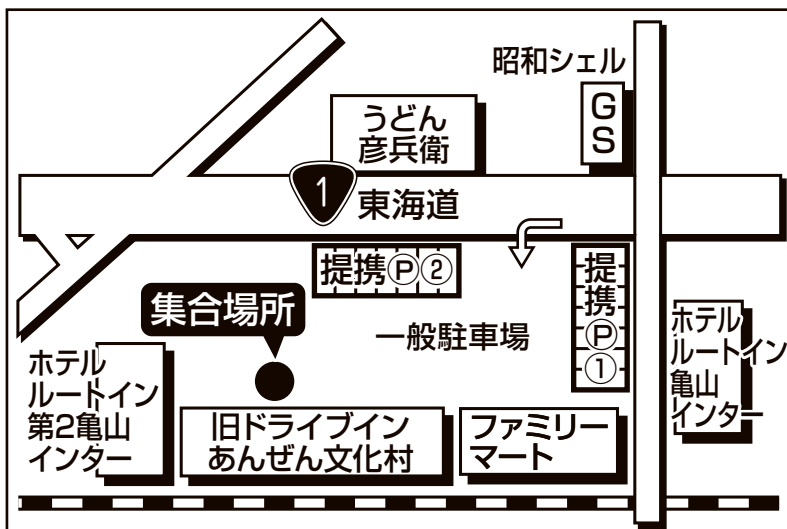 昭和シェル
GS
うどん
彦兵衛
1
東海道
提携Ⓟ②
提携Ⓟ①
集合場所
一般駐車場
ホテル
ルートイン
亀山
インター
ホテル
ルートイン
第2亀山
インター
旧ドライブイン
あんぜん文化村
ファミリー
マート